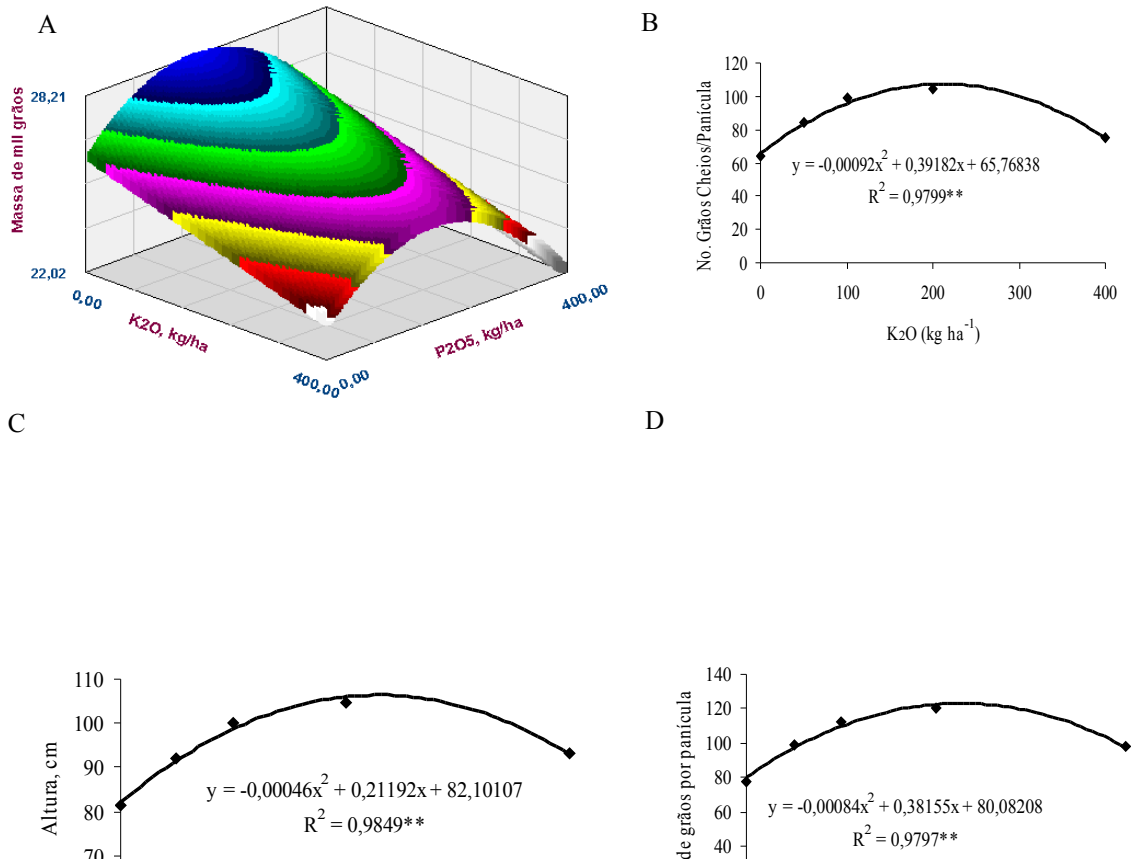 A
28,21
Massa de mil grãos
22,02
0,00
K2O, kg/ha
400,00
0,00
P2O5, kg/ha
400,00
B
120
100
80
60
40
20
0
No. Grãos Cheios/Panícula
y = -0,00092x² + 0,39182x + 65,76838
R² = 0,9799**
0 100 200 300 400
K2O (kg ha⁻¹)
C
110
100
90
80
70
Altura, cm
y = -0,00046x² + 0,21192x + 82,10107
R² = 0,9849**
D
140
120
100
80
60
40
de grãos por panícula
y = -0,00084x² + 0,38155x + 80,08208
R² = 0,9797**